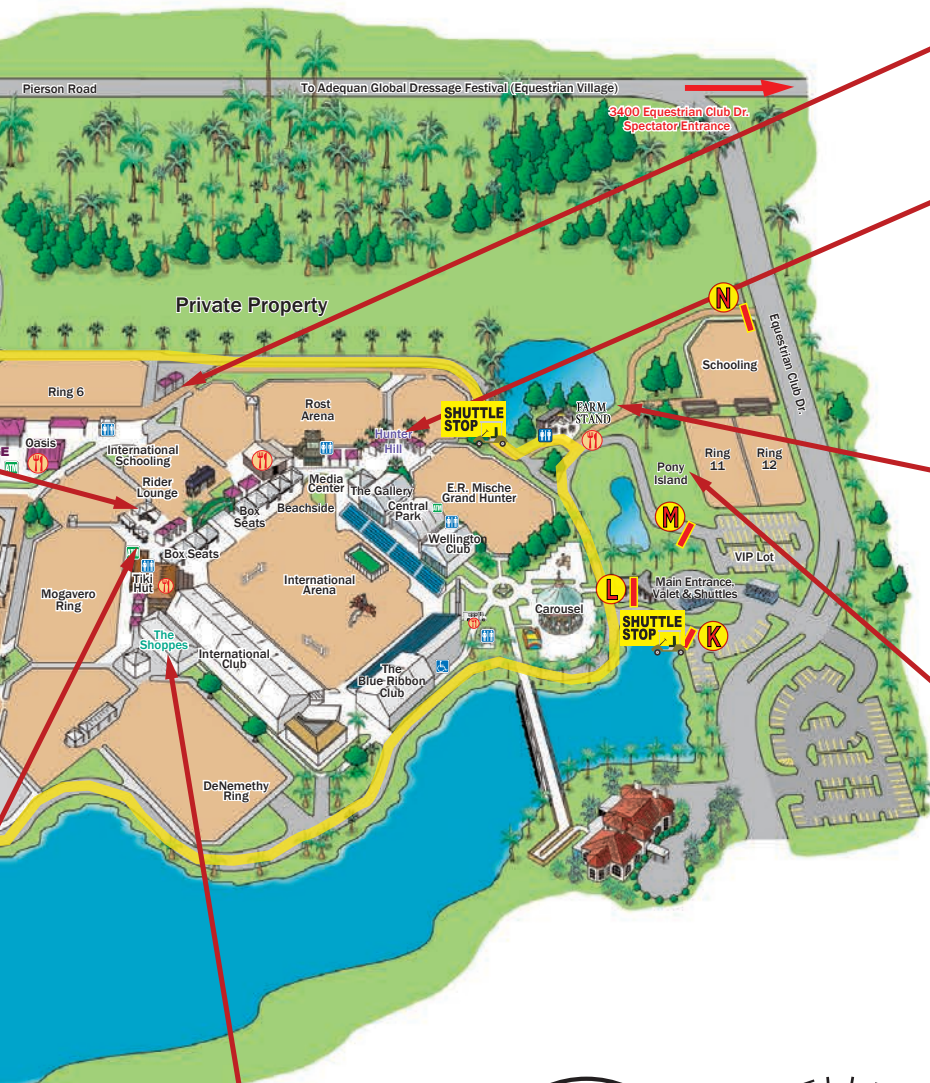 Pierson Road
To Adequan Global Dressage Festival (Equestrian Village)
3400 Equestrian Club Dr.
Spectator Entrance
Private Property
N
Equestrian Club Dr.
Schooling
Ring 6
Rost
Arena
SHUTTLE
STOP
FARM
STAND
Oasis
ATM
International
Schooling
Hunter
Hill
Ring
11
Ring
12
Pony
Island
Rider
Lounge
Media
Center
The Gallery
E.R. Mische
Grand Hunter
Box
Seats
Beachside
Central
Park
ATM
M
Wellington
Club
Box Seats
VIP Lot
ATM
Tiki
Hut
International
Arena
Mogavero
Ring
L
Main Entrance,
Valet & Shuttles
Carousel
SHUTTLE
STOP
K
The
Shoppes
International
Club
The
Blue Ribbon
Club
DeNemethy
Ring